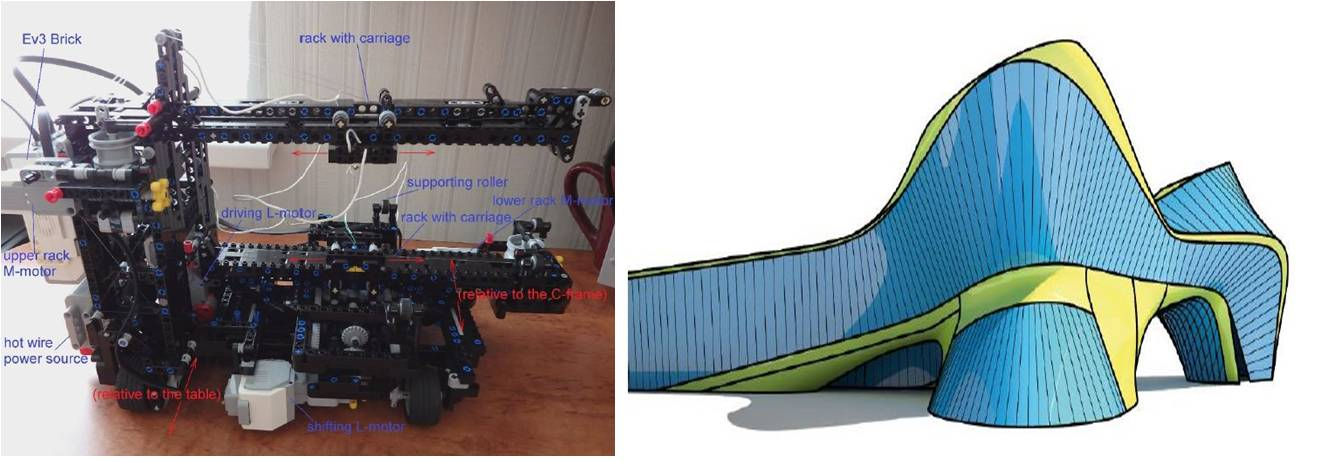 Ev3 Brick
rack with carriage
supporting roller
lower rack M-motor
driving L-motor
rack with carriage
upper rack
M-motor
(relative to the C-frame)
hot wire
power source
(relative to the table)
shifting L-motor